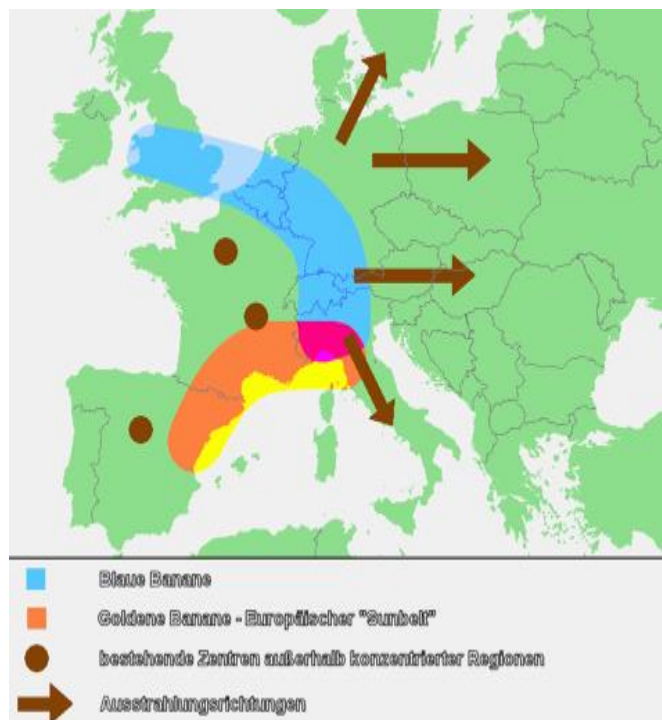 Blaue Banane
Goldene Banane - Europäischer "Sunbelt"
bestehende Zentren außerhalb konzentrierter Regionen
Ausstrahlungsrichtungen